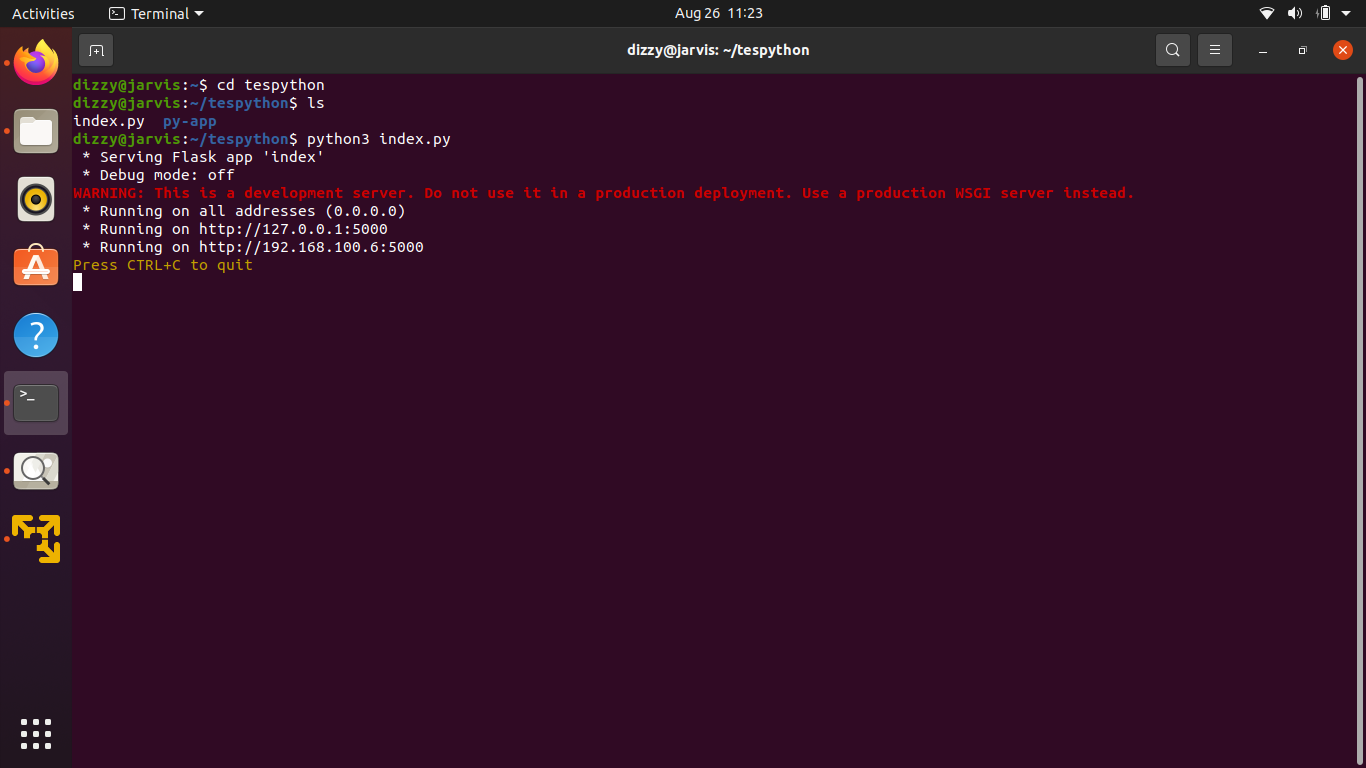 Activities Terminal Aug 26 11:23
dizzy@jarvis: ~/tespython
dizzy@jarvis:~$ cd tespython
dizzy@jarvis:~/tespython$ ls
index.py  py-app
dizzy@jarvis:~/tespython$ python3 index.py
 * Serving Flask app 'index'
 * Debug mode: off
WARNING: This is a development server. Do not use it in a production deployment. Use a production WSGI server instead.
 * Running on all addresses (0.0.0.0)
 * Running on http://127.0.0.1:5000
 * Running on http://192.168.100.6:5000
Press CTRL+C to quit